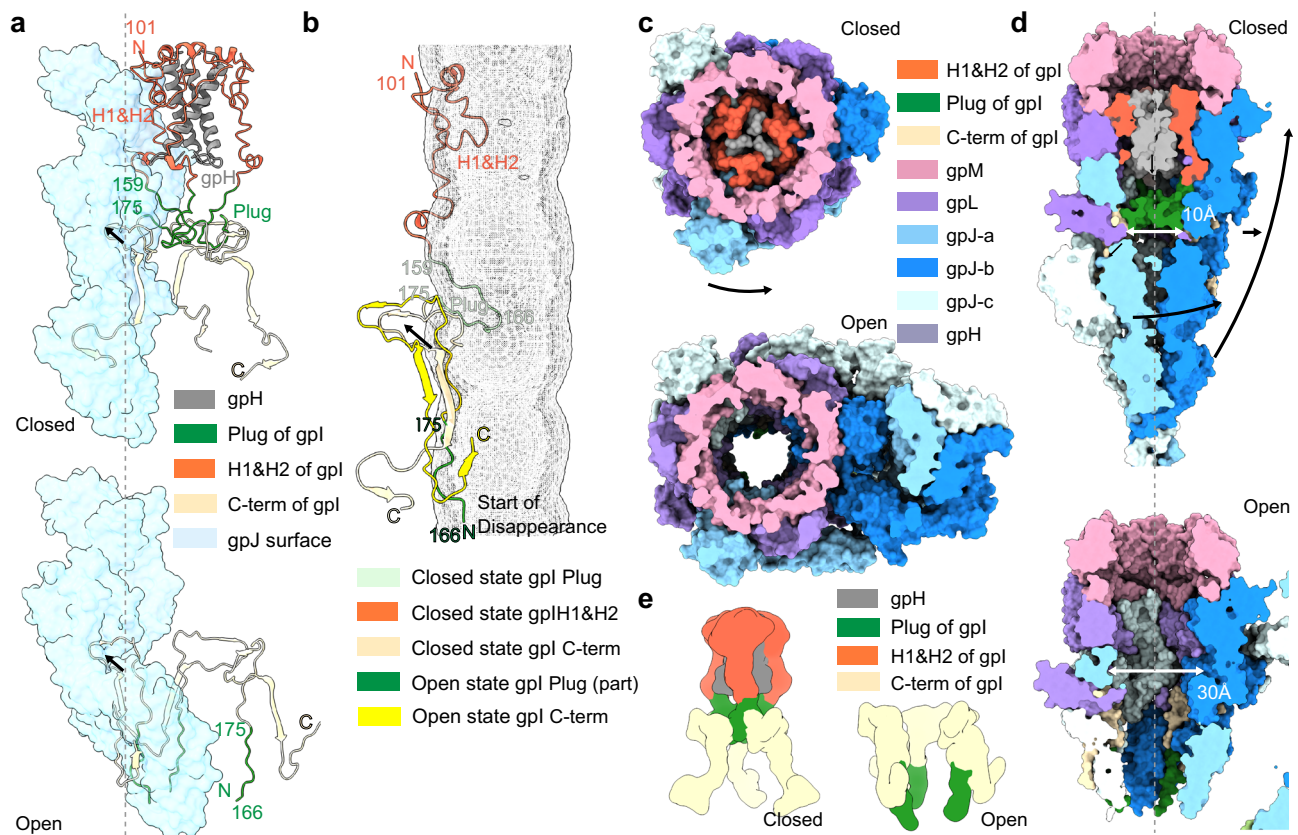 a
101
N
H1&H2
gpH
159
175
Plug
C
Closed
gpH
Plug of gpI
H1&H2 of gpI
C-term of gpI
gpJ surface
175
C
N
166
Open
b
N
101
H1&H2
159
175
Plug
166
175
C
C
Start of
Disappearance
166
N
Closed state gpI Plug
Closed state gpIH1&H2
Closed state gpI C-term
Open state gpI Plug (part)
Open state gpI C-term
c
Closed
Open
H1&H2 of gpI
Plug of gpI
C-term of gpI
gpM
gpL
gpJ-a
gpJ-b
gpJ-c
gpH
d
Closed
10Å
Open
30Å
e
gpH
Plug of gpI
H1&H2 of gpI
C-term of gpI
Closed
Open